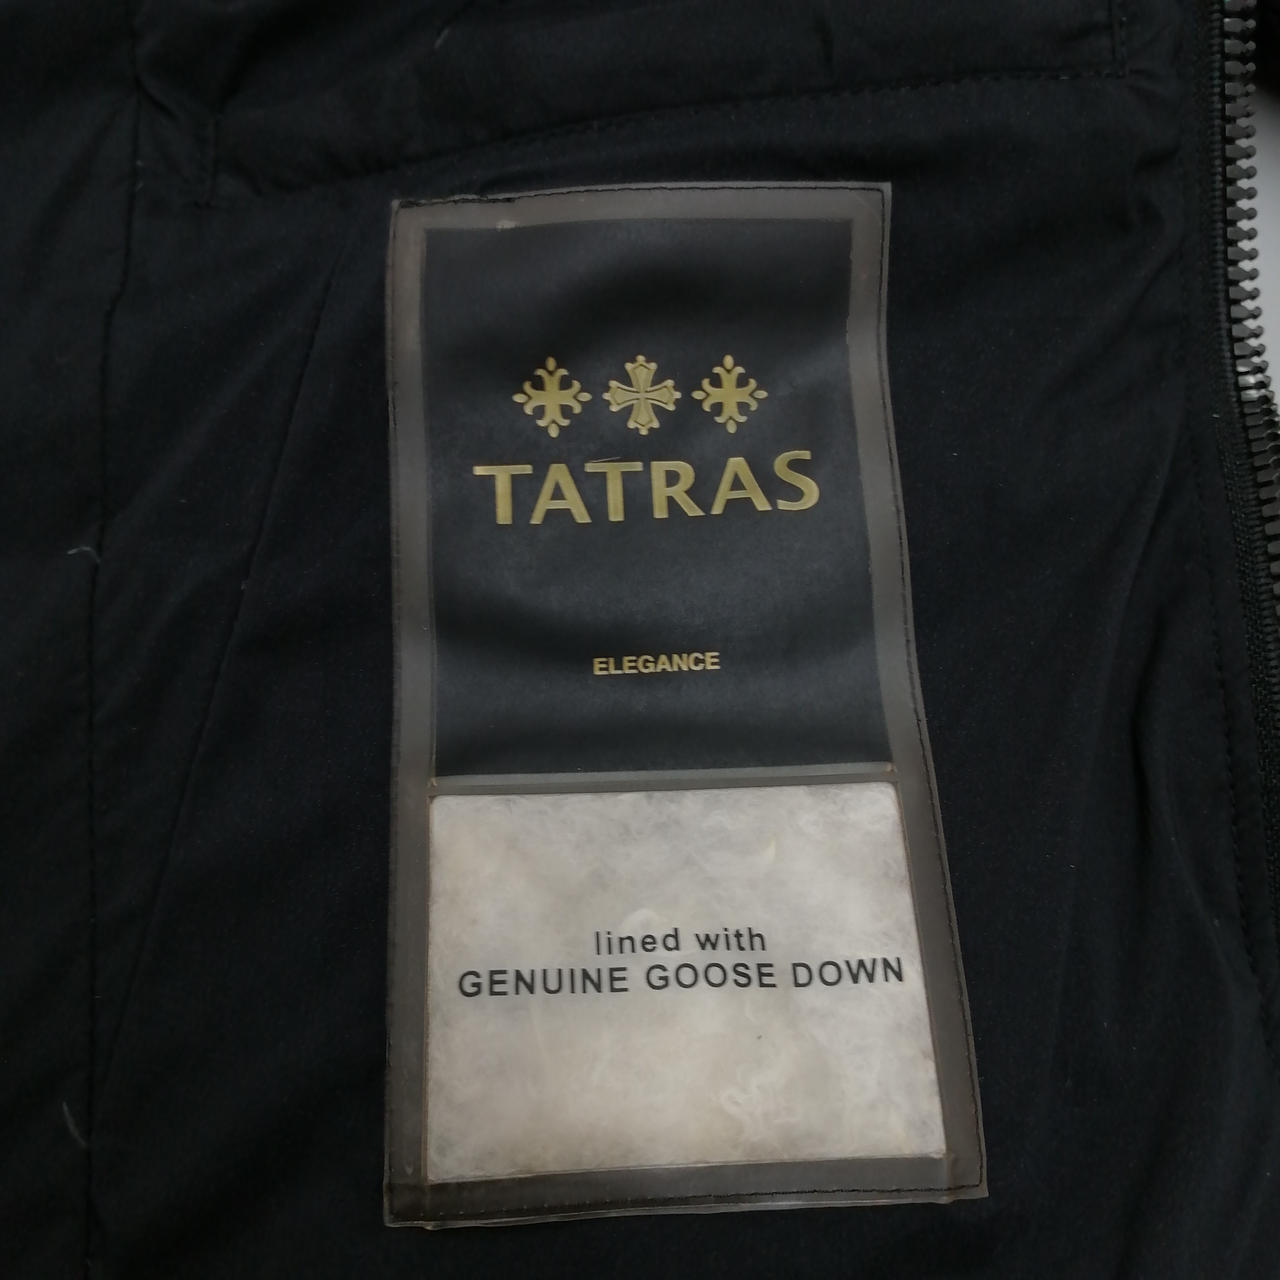 TATRAS
ELEGANCE
lined with
GENUINE GOOSE DOWN